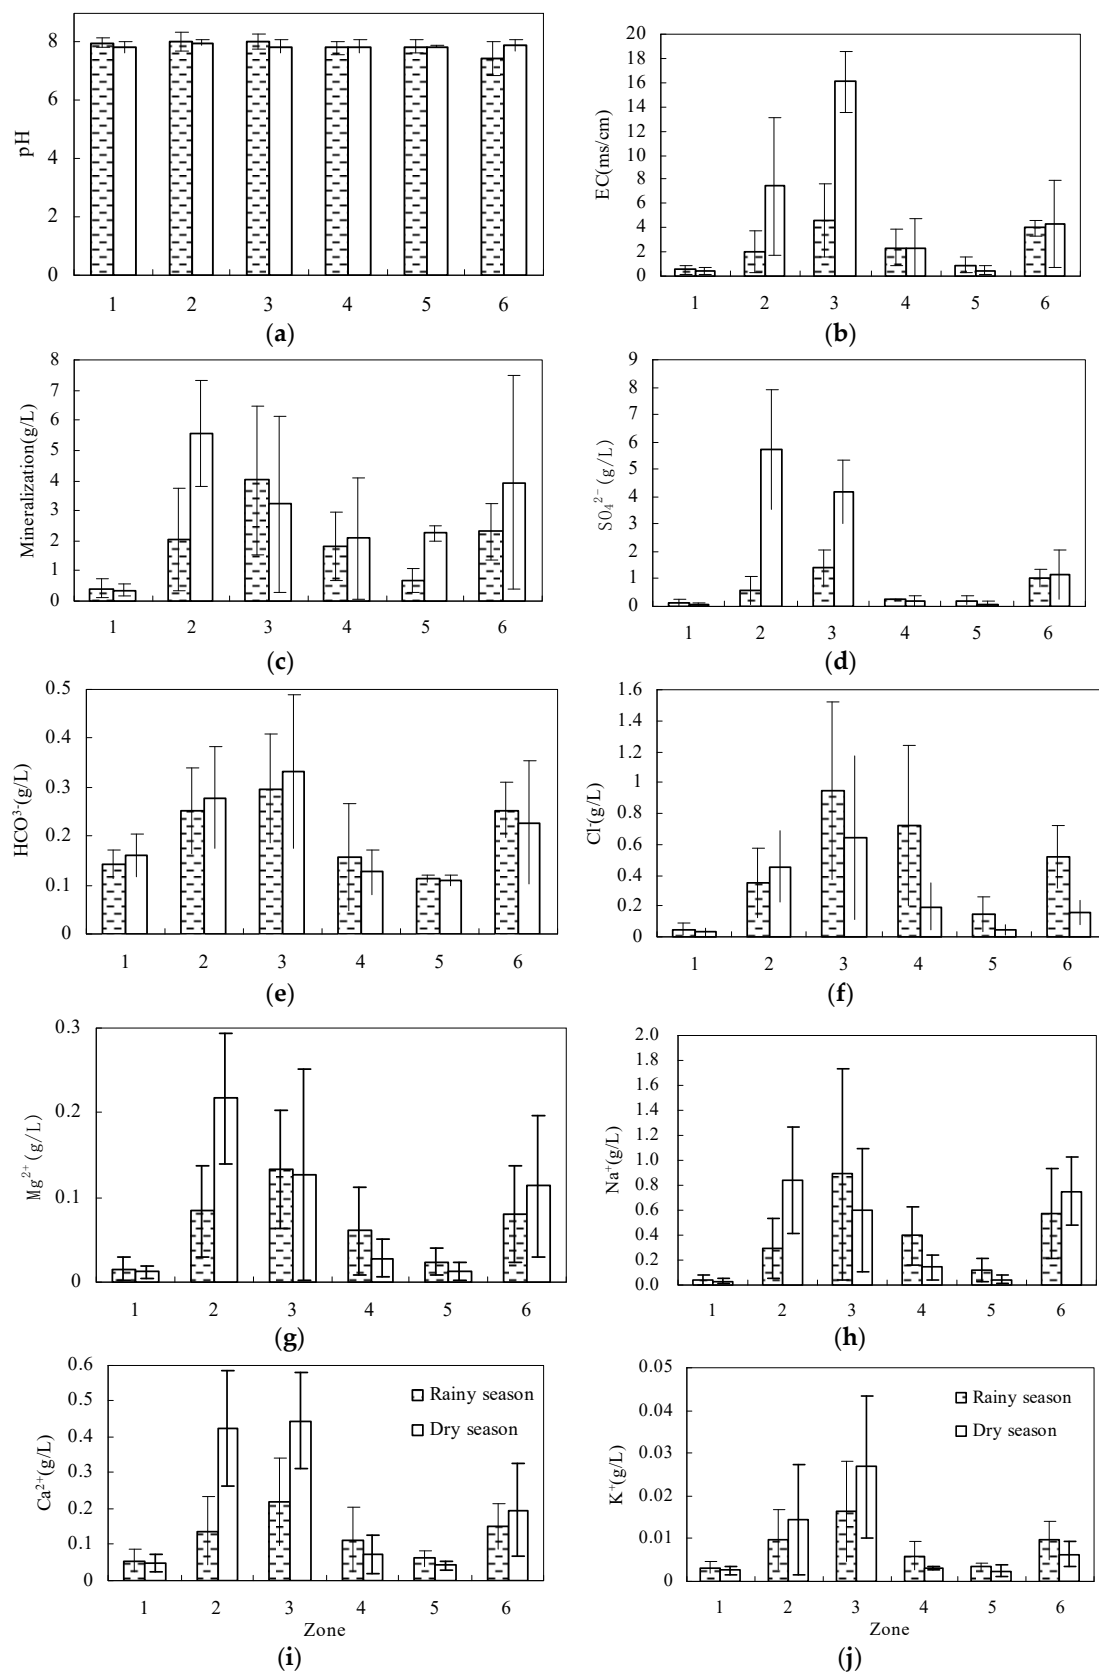 pH
8
6
4
2
0
1 2 3 4 5 6
(a)
EC(ms/cm)
20
18
16
14
12
10
8
6
4
2
0
1 2 3 4 5 6
(b)
Mineralization(g/L)
8
7
6
5
4
3
2
1
0
1 2 3 4 5 6
(c)
SO₄²⁻(g/L)
9
8
7
6
5
4
3
2
1
0
1 2 3 4 5 6
(d)
HCO³⁻(g/L)
0.5
0.4
0.3
0.2
0.1
0
1 2 3 4 5 6
(e)
Cl⁻(g/L)
1.6
1.4
1.2
1
0.8
0.6
0.4
0.2
0
1 2 3 4 5 6
(f)
Mg²⁺(g/L)
0.3
0.2
0.1
0
1 2 3 4 5 6
(g)
Na⁺(g/L)
2.0
1.8
1.6
1.4
1.2
1.0
0.8
0.6
0.4
0.2
0.0
1 2 3 4 5 6
(h)
Ca²⁺(g/L)
0.6
0.5
0.4
0.3
0.2
0.1
0
Rainy season
Dry season
1 2 3 4 5 6
Zone
(i)
K⁺(g/L)
0.05
0.04
0.03
0.02
0.01
0
Rainy season
Dry season
1 2 3 4 5 6
Zone
(j)